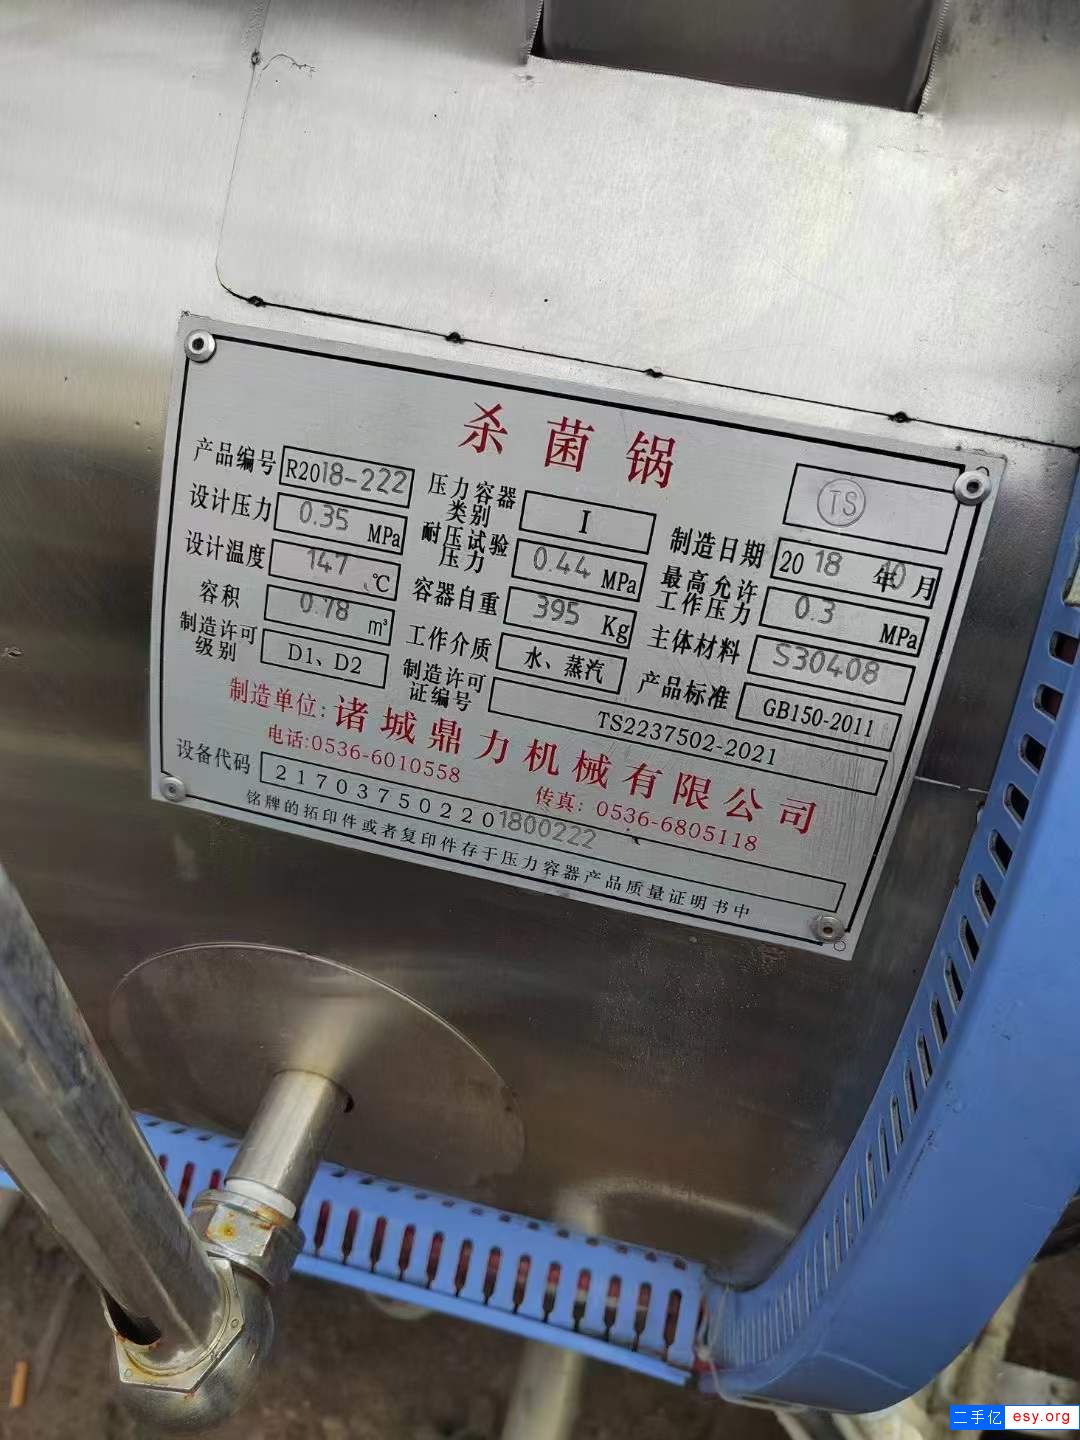 杀菌锅
TS
产品编号 R2018-222
压力容器类别 I
制造日期 2018年10月
设计压力 0.35 MPa
耐压试验压力 0.44 MPa
最高允许工作压力 0.3 MPa
设计温度 147 ℃
容器自重 395 Kg
主体材料 S30408
容积 0.78 m³
工作介质 水、蒸汽
产品标准 GB150-2011
制造许可级别 D1、D2
制造许可证编号 TS2237502-2021
制造单位:诸城鼎力机械有限公司
电话:0536-6010558 传真: 0536-6805118
设备代码 217037502201800222
铭牌的拓印件或者复印件存于压力容器产品质量证明书中
二手亿 esy.org